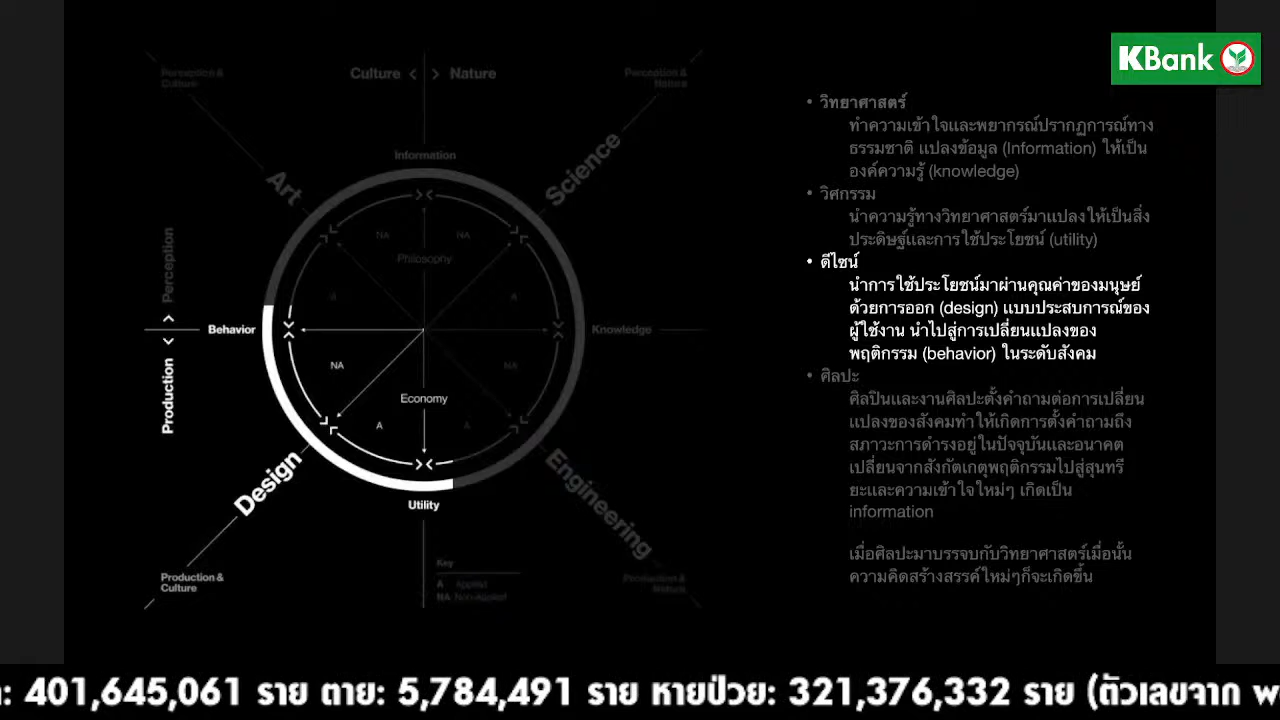 KBank
Perception &
Culture
Culture < > Nature
Perception &
Nature
Information
Art
Science
NA
NA
Philosophy
A
A
Perception
Production
Behavior
Knowledge
NA
NA
Economy
A
A
Design
Engineering
Utility
Production &
Culture
Key
A Applied
NA Non-Applied
Production &
Nature
• วิทยาศาสตร์
ทำความเข้าใจและพยากรณ์ปรากฏการณ์ทาง
ธรรมชาติ แปลงข้อมูล (Information) ให้เป็น
องค์ความรู้ (knowledge)
• วิศกรรม
นำความรู้ทางวิทยาศาสตร์มาแปลงให้เป็นสิ่ง
ประดิษฐ์และการใช้ประโยชน์ (utility)
• ดีไซน์
นำการใช้ประโยชน์มาผ่านคุณค่าของมนุษย์
ด้วยการออก (design) แบบประสบการณ์ของ
ผู้ใช้งาน นำไปสู่การเปลี่ยนแปลงของ
พฤติกรรม (behavior) ในระดับสังคม
• ศิลปะ
ศิลปินและงานศิลปะตั้งคำถามต่อการเปลี่ยน
แปลงของสังคมทำให้เกิดการตั้งคำถามถึง
สภาวะการดำรงอยู่ในปัจจุบันและอนาคต
เปลี่ยนจากสังกัตเกตุพฤติกรรมไปสู่สุนทรี
ยะและความเข้าใจใหม่ๆ เกิดเป็น
information
เมื่อศิลปะมาบรรจบกับวิทยาศาสตร์เมื่อนั้น
ความคิดสร้างสรรค์ใหม่ๆก็จะเกิดขึ้น
: 401,645,061 ราย ตาย: 5,784,491 ราย หายป่วย: 321,376,332 ราย (ตัวเลขจาก w